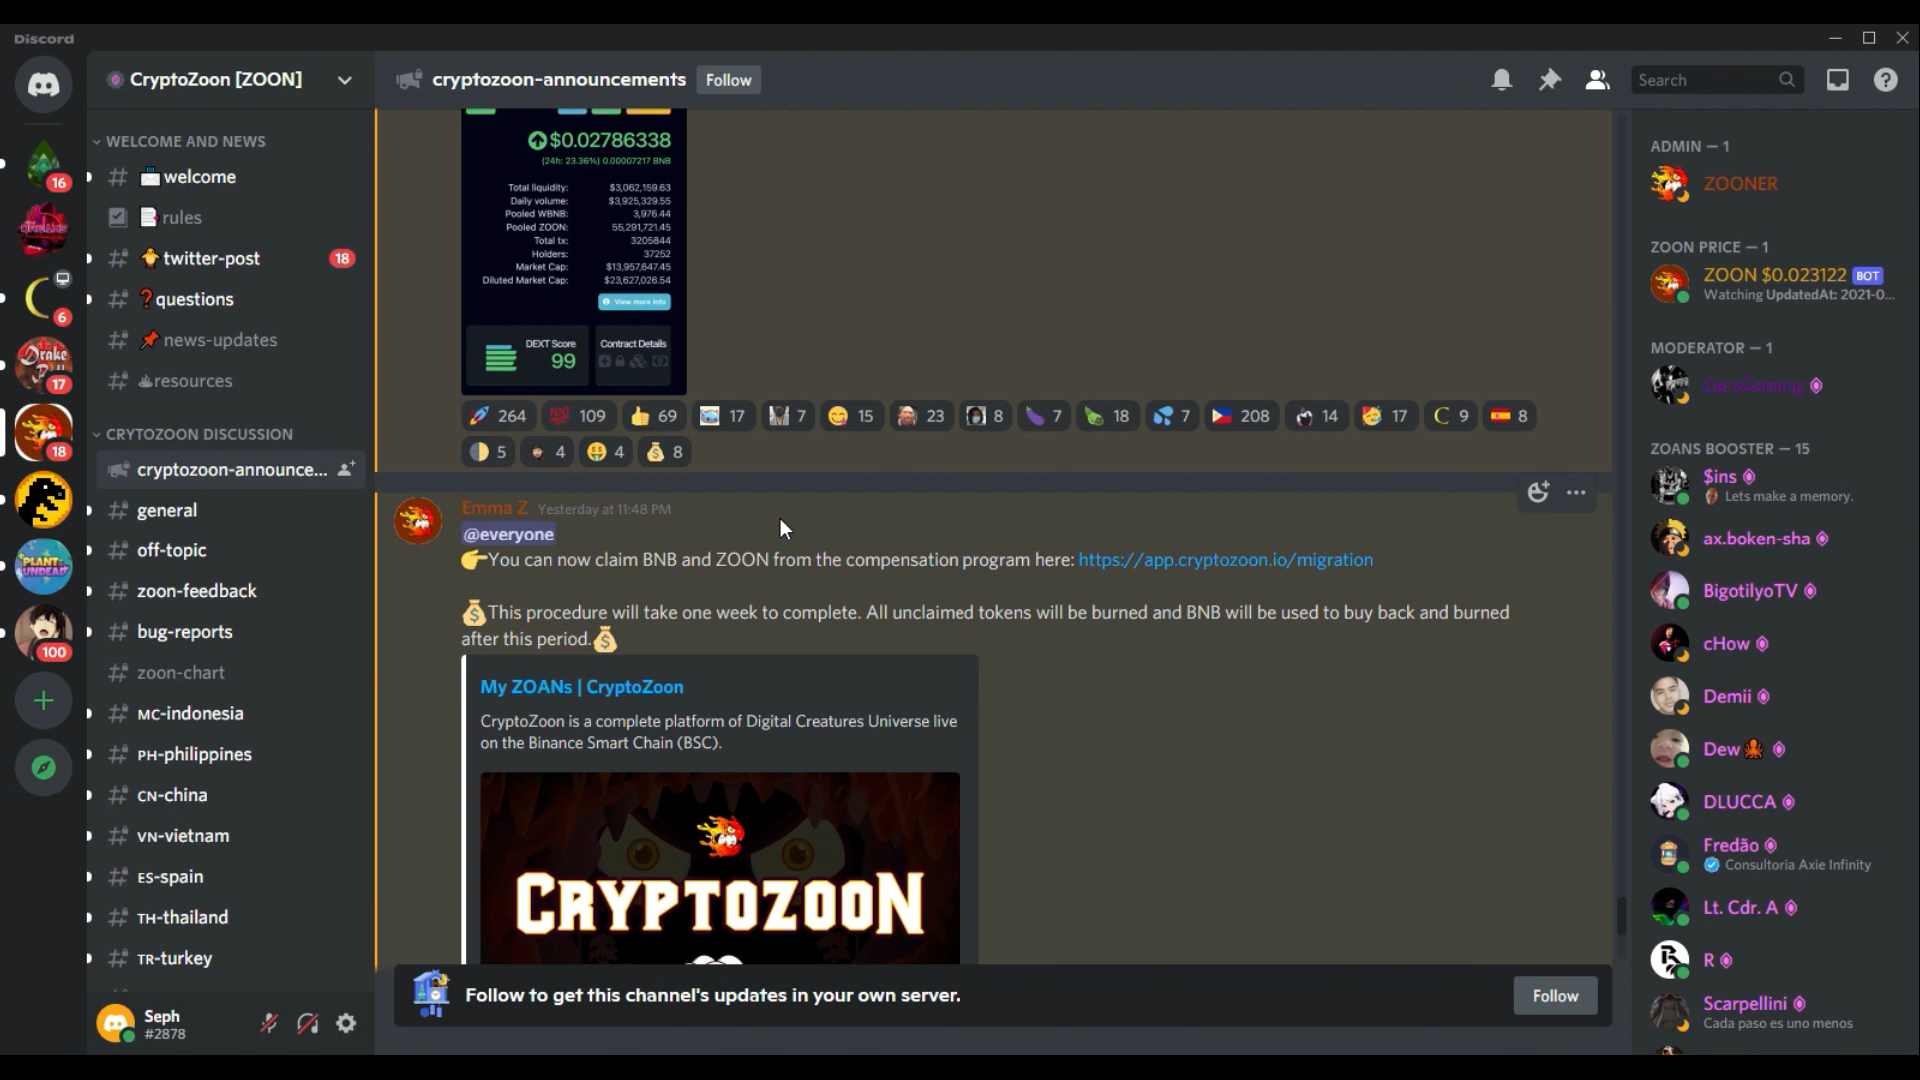 Discord
CryptoZoon [ZOON]
WELCOME AND NEWS
welcome
rules
twitter-post 18
questions
news-updates
resources
CRYTOZOON DISCUSSION
cryptozoon-announce...
general
off-topic
zoon-feedback
bug-reports
zoon-chart
MC-indonesia
PH-philippines
CN-china
VN-vietnam
ES-spain
TH-thailand
TR-turkey
Seph
#2878
16
6
Drake
17
18
PLANT
UNDEAD
100
cryptozoon-announcements Follow
Search
$0.02786338
(24h: 23.36%) 0.00007217 BNB
Total liquidity: $3,062,159.63
Daily volume: $3,925,329.55
Pooled WBNB: 3,976.44
Pooled ZOON: 55,291,721.45
Total tx: 3205844
Holders: 37252
Market Cap: $13,957,647.45
Diluted Market Cap: $23,627,026.54
View more info
DEXT Score
99
Contract Details
264 109 69 17 7 15 23 8 7 18 7 208 14 17 9 8
5 4 4 8
Emma Z Yesterday at 11:48 PM
@everyone
You can now claim BNB and ZOON from the compensation program here: https://app.cryptozoon.io/migration
This procedure will take one week to complete. All unclaimed tokens will be burned and BNB will be used to buy back and burned
after this period.
My ZOANs | CryptoZoon
CryptoZoon is a complete platform of Digital Creatures Universe live
on the Binance Smart Chain (BSC).
CRYPTOZOON
Follow to get this channel's updates in your own server.
Follow
ADMIN — 1
ZOONER
ZOON PRICE — 1
ZOON $0.023122 BOT
Watching UpdatedAt: 2021-0...
MODERATOR — 1
ZOANS BOOSTER — 15
$ins
Lets make a memory.
ax.boken-sha
BigotilyoTV
cHow
Demii
Dew
DLUCCA
Fredão
Consultoria Axie Infinity
Lt. Cdr. A
R
Scarpellini
Cada paso es uno menos